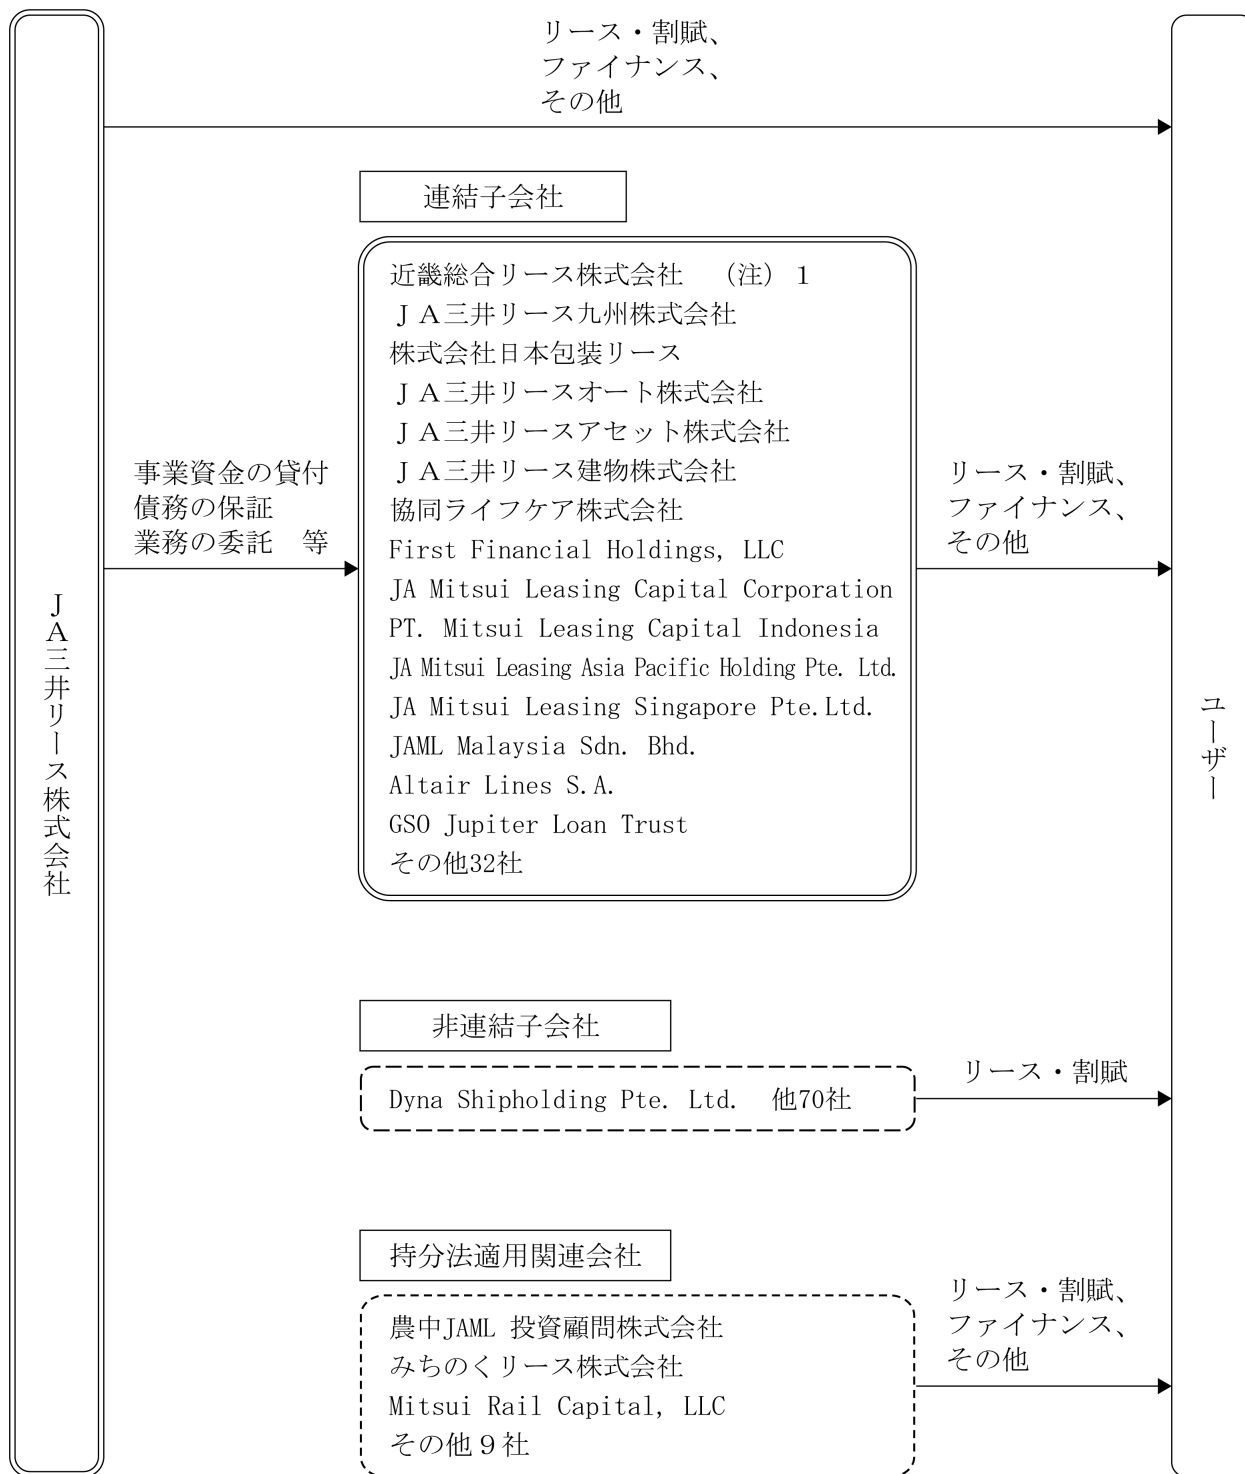 リース・割賦、
ファイナンス、
その他
連結子会社
近畿総合リース株式会社　（注）１
ＪＡ三井リース九州株式会社
株式会社日本包装リース
ＪＡ三井リースオート株式会社
ＪＡ三井リースアセット株式会社
ＪＡ三井リース建物株式会社
協同ライフケア株式会社
First Financial Holdings, LLC
JA Mitsui Leasing Capital Corporation
PT. Mitsui Leasing Capital Indonesia
JA Mitsui Leasing Asia Pacific Holding Pte. Ltd.
JA Mitsui Leasing Singapore Pte.Ltd.
JAML Malaysia Sdn. Bhd.
Altair Lines S.A.
GSO Jupiter Loan Trust
その他32社
事業資金の貸付
債務の保証
業務の委託　等
リース・割賦、
ファイナンス、
その他
ＪＡ三井リース株式会社
ユーザー
非連結子会社
Dyna Shipholding Pte. Ltd.　他70社
リース・割賦
持分法適用関連会社
農中JAML 投資顧問株式会社
みちのくリース株式会社
Mitsui Rail Capital, LLC
その他９社
リース・割賦、
ファイナンス、
その他